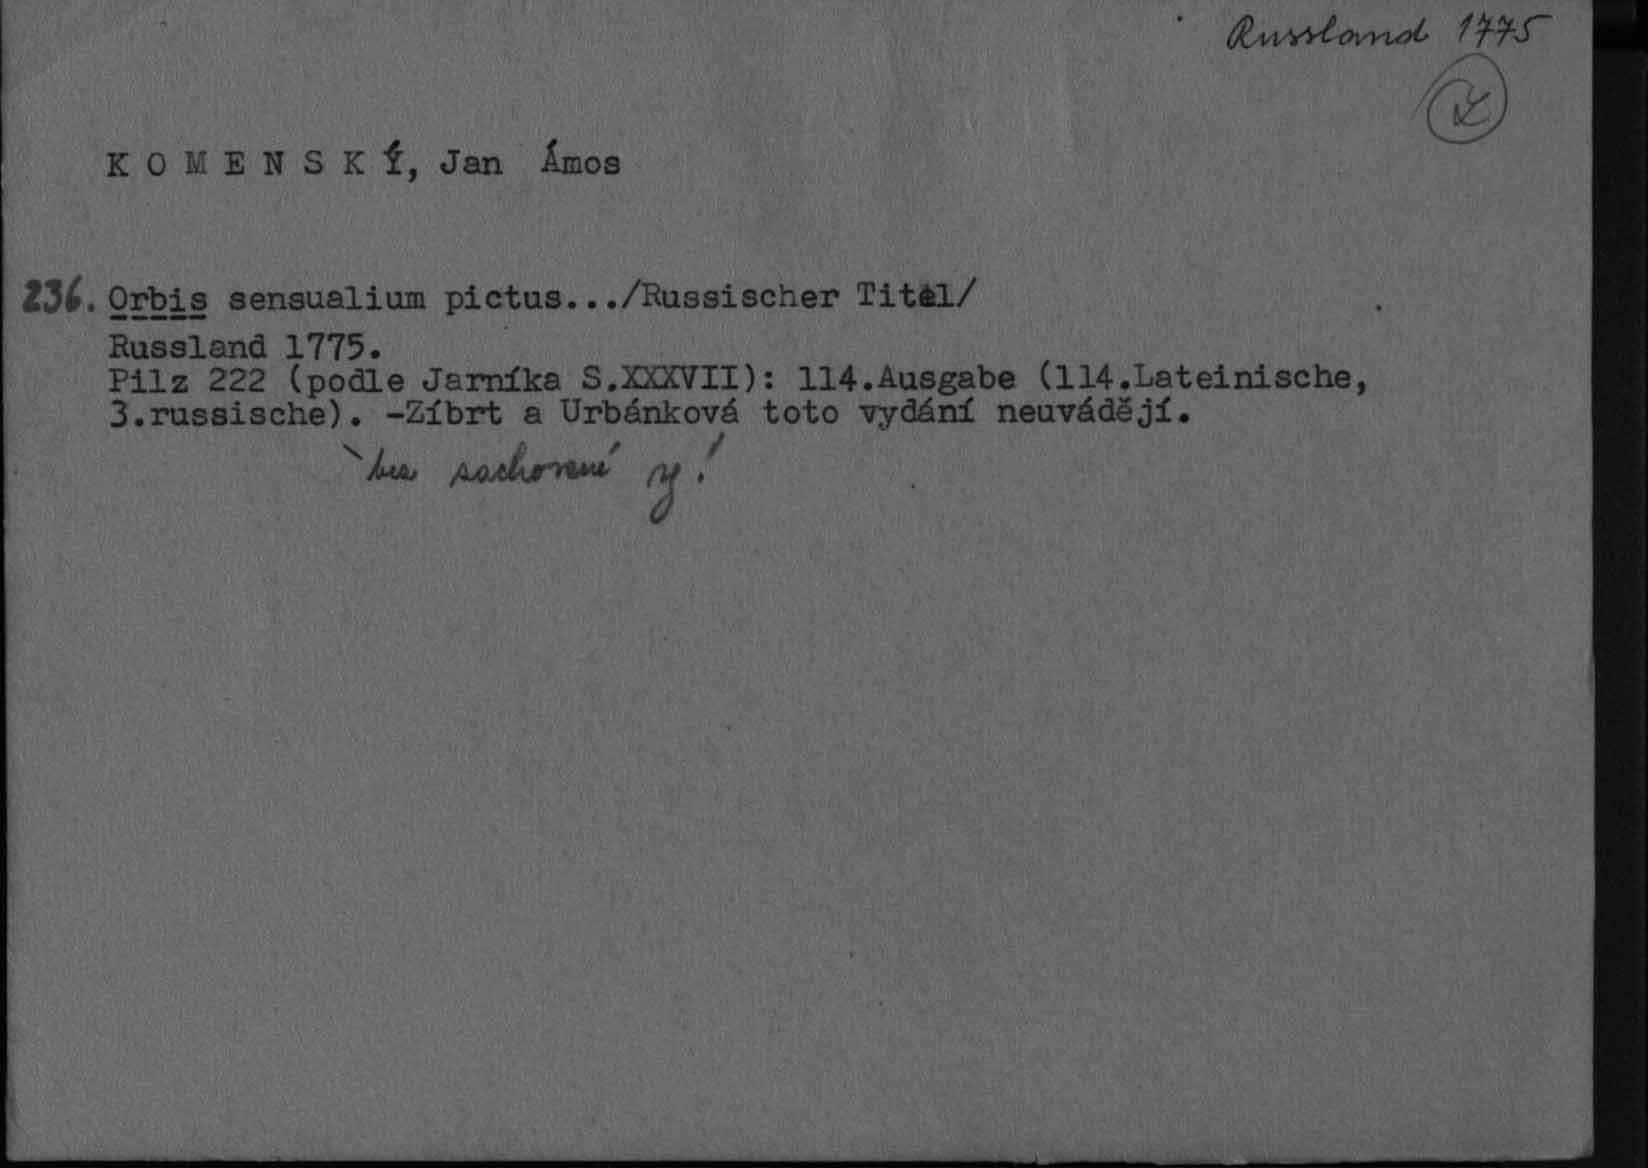 Russland 1775
K O M E N S K Ý, Jan Ámos
236. Orbis sensualium pictus.../Russischer Titel/
Russland 1775.
Pilz 222 (podle Jarníka S.XXXVII): 114.Ausgabe (114.Lateinische,
3.russische). -Zíbrt a Urbánková toto vydání neuvádějí.